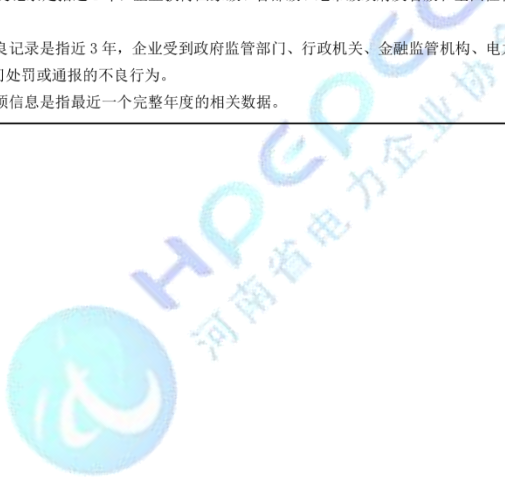 良记录是指近 3 年，企业受到政府监管部门、行政机关、金融监管机构、电
处罚或通报的不良行为。
信息是指最近一个完整年度的相关数据。
HPEPC
河南省电力企业协